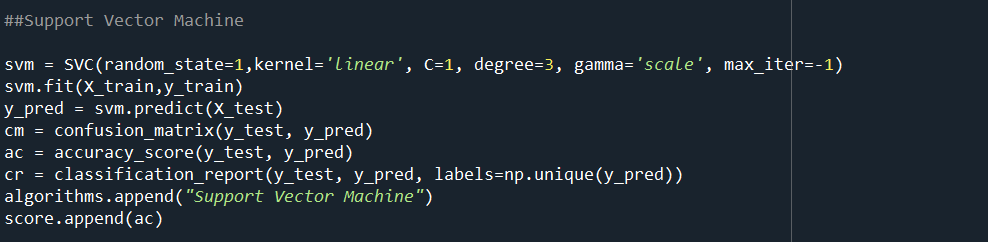 ##Support Vector Machine
svm = SVC(random_state=1,kernel='linear', C=1, degree=3, gamma='scale', max_iter=-1)
svm.fit(X_train,y_train)
y_pred = svm.predict(X_test)
cm = confusion_matrix(y_test, y_pred)
ac = accuracy_score(y_test, y_pred)
cr = classification_report(y_test, y_pred, labels=np.unique(y_pred))
algorithms.append("Support Vector Machine")
score.append(ac)